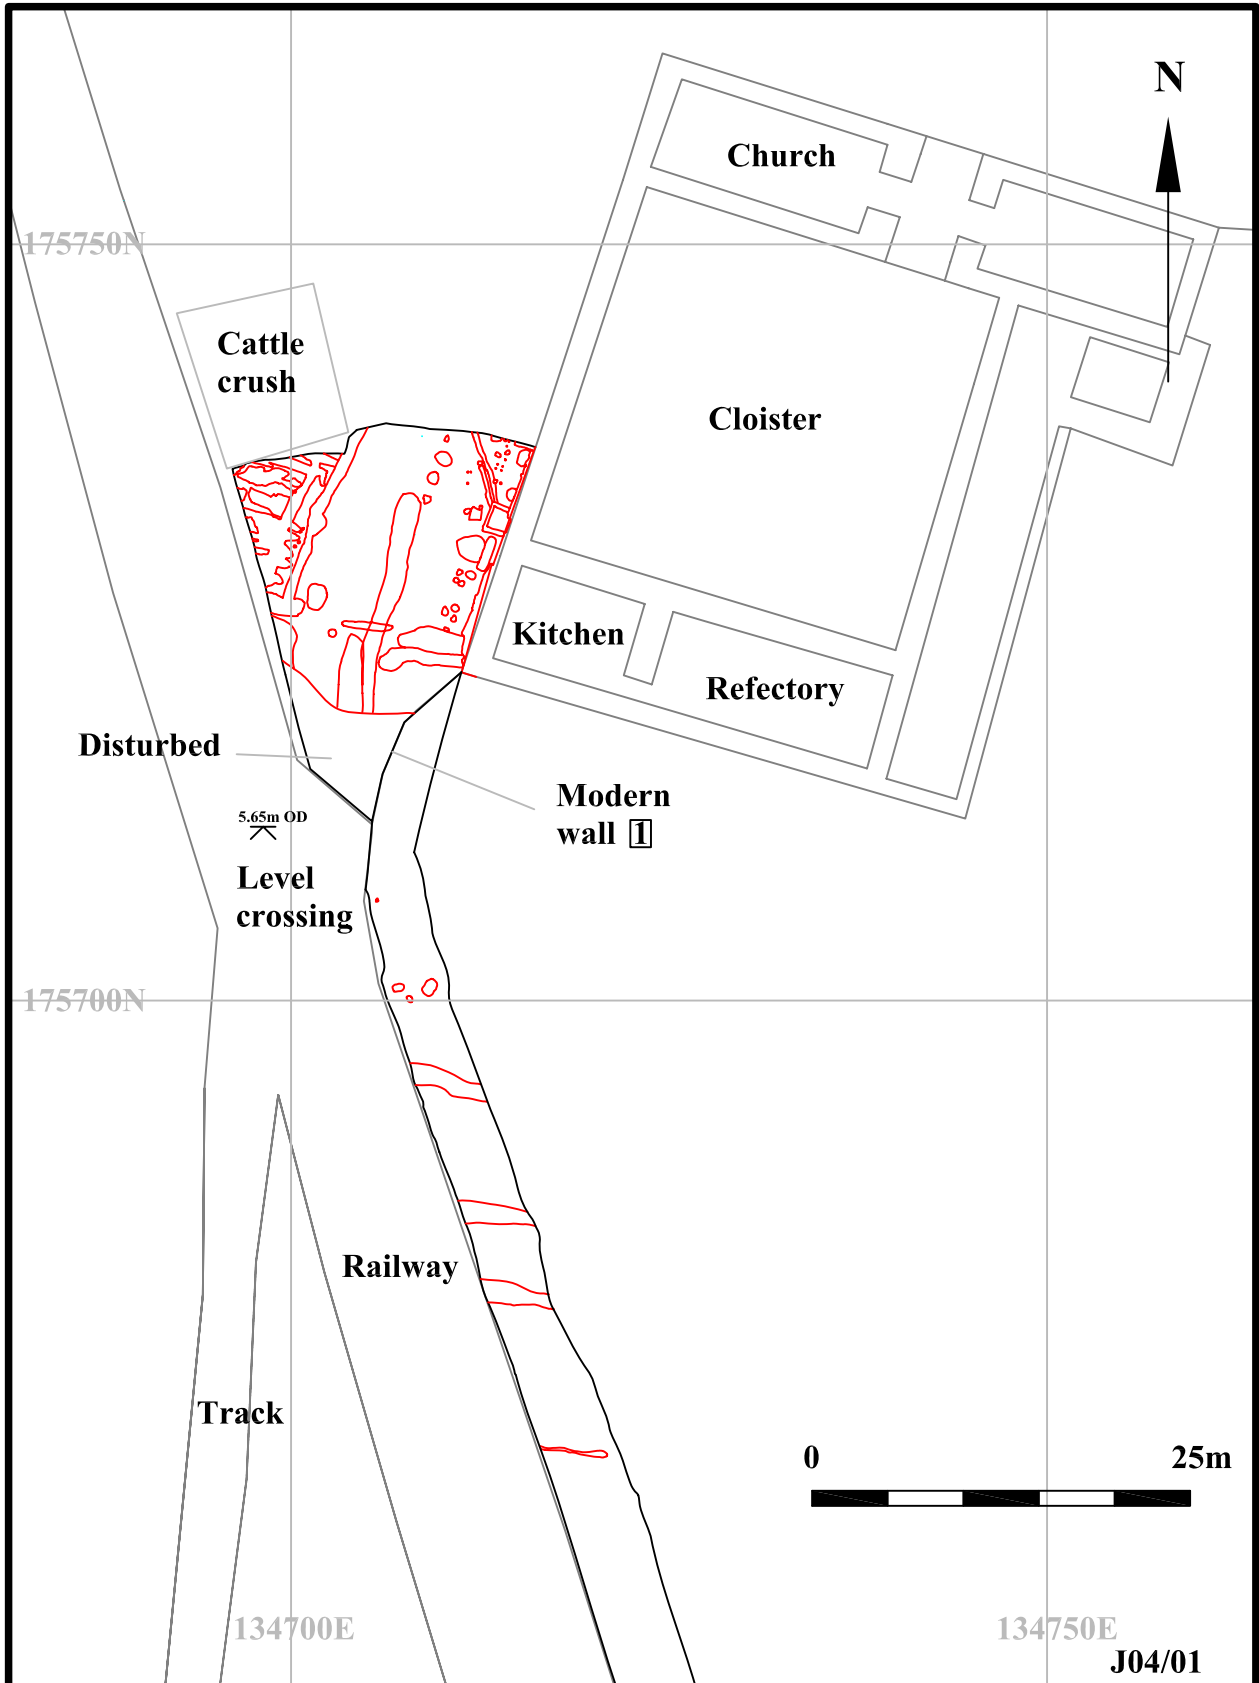 N
Church
175750N
Cattle
crush
Cloister
Kitchen
Refectory
Disturbed
Modern
wall 1
5.65m OD
Level
crossing
175700N
Railway
Track
0 25m
134700E 134750E
J04/01